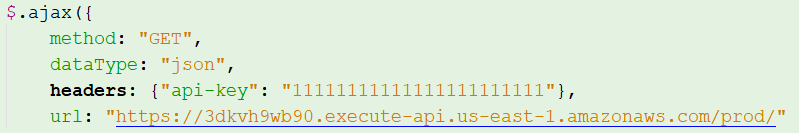 $.ajax({
method: "GET",
dataType: "json",
headers: {"api-key": "11111111111111111111111"},
url: "https://3dkvh9wb90.execute-api.us-east-1.amazonaws.com/prod/"